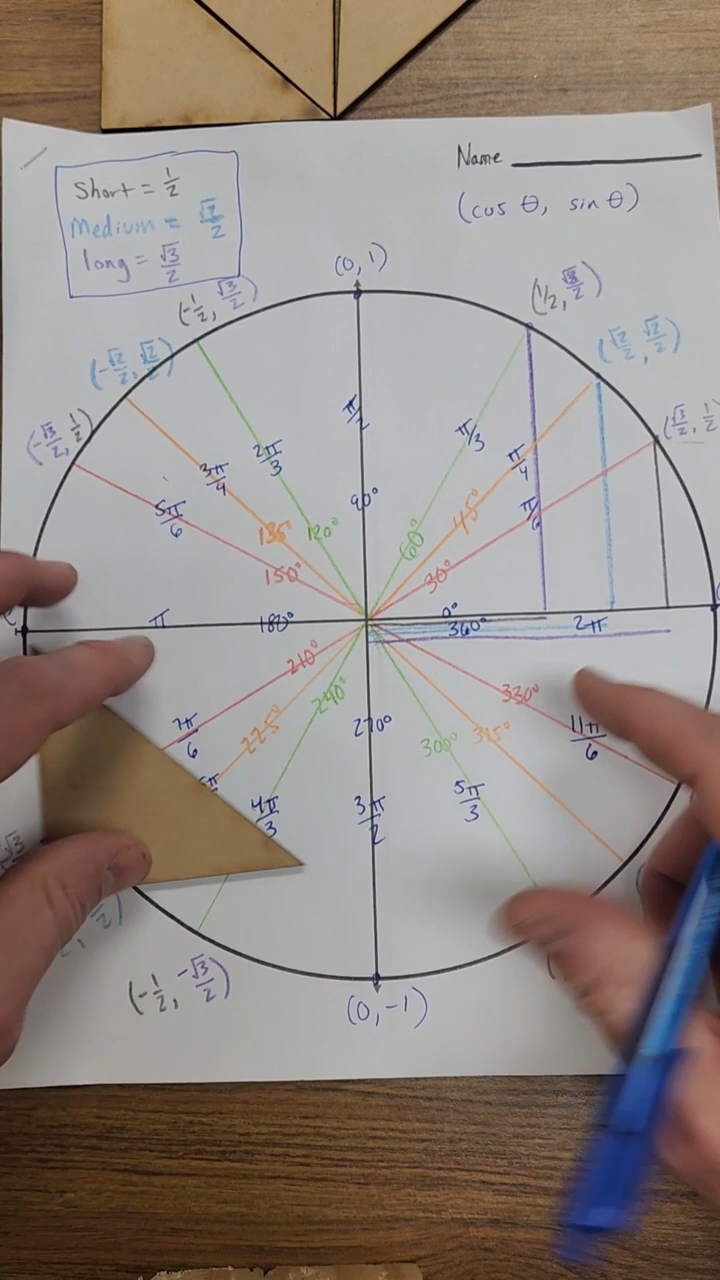 Name
(cos θ, sin θ)
Short = 1/2
Medium = √2/2
long = √3/2
(0, 1)
(-1/2, √3/2)
(1/2, √3/2)
(-√2/2, √2/2)
(√2/2, √2/2)
(-√3/2, 1/2)
(√3/2, 1/2
π/2
2π/3
π/3
3π/4
π/4
5π/6
π/6
90°
135°
120°
60°
45°
150°
30°
π
180°
0°
360°
2π
210°
330°
7π/6
225°
240°
270°
300°
315°
11π/6
4π/3
3π/2
5π/3
(-1/2, -√3/2)
(0, -1)